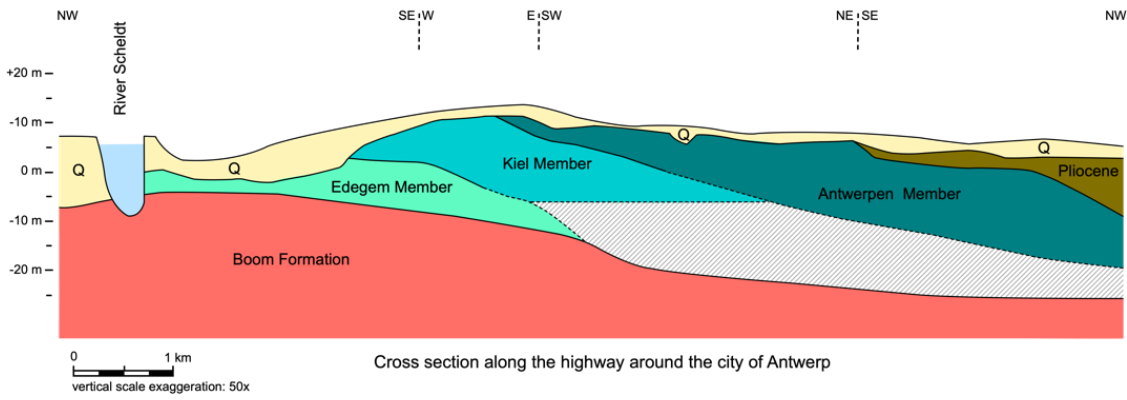 NW
SE W
E SW
NE SE
NW
River Scheldt
+20 m
-10 m
0 m
-10 m
-20 m
Q
Q
Q
Q
Kiel Member
Edegem Member
Antwerpen Member
Pliocene
Boom Formation
0 1 km
vertical scale exaggeration: 50x
Cross section along the highway around the city of Antwerp